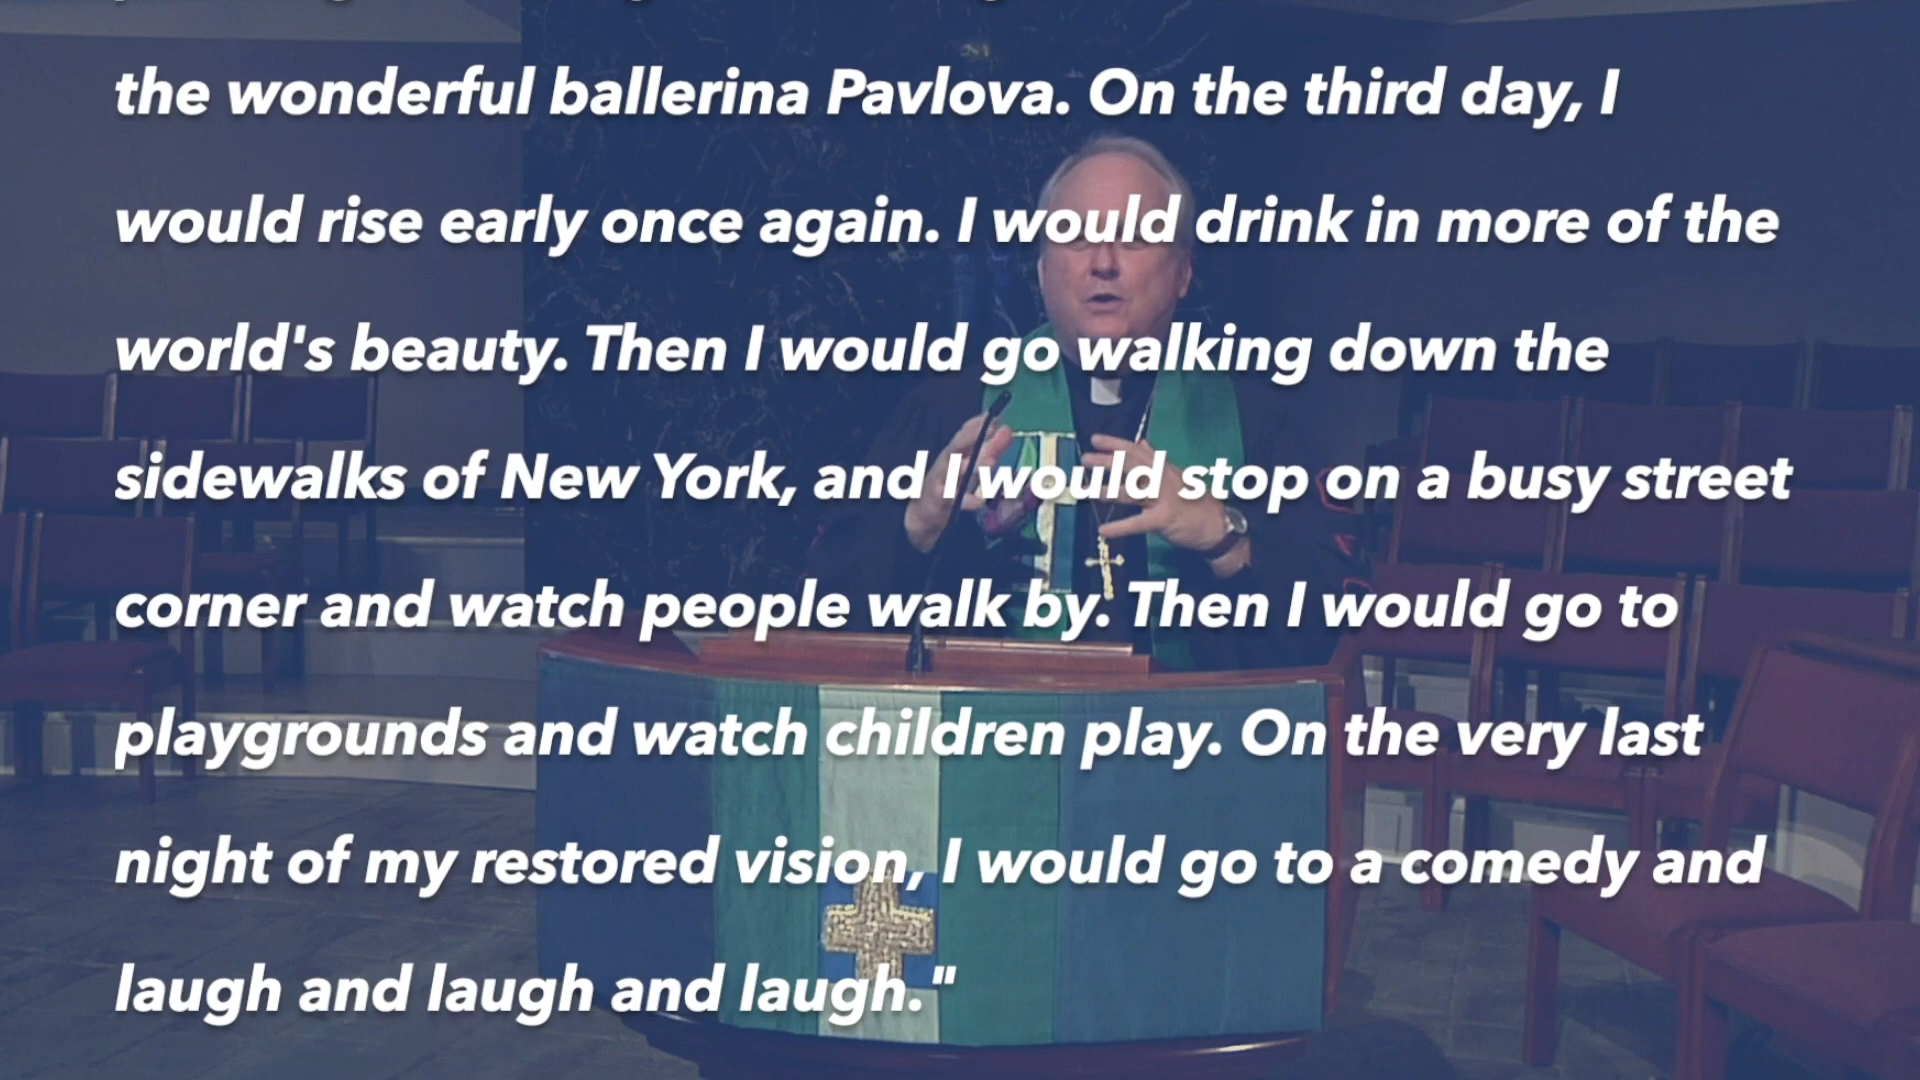 the wonderful ballerina Pavlova. On the third day, I
would rise early once again. I would drink in more of the
world's beauty. Then I would go walking down the
sidewalks of New York, and I would stop on a busy street
corner and watch people walk by. Then I would go to
playgrounds and watch children play. On the very last
night of my restored vision, I would go to a comedy and
laugh and laugh and laugh."